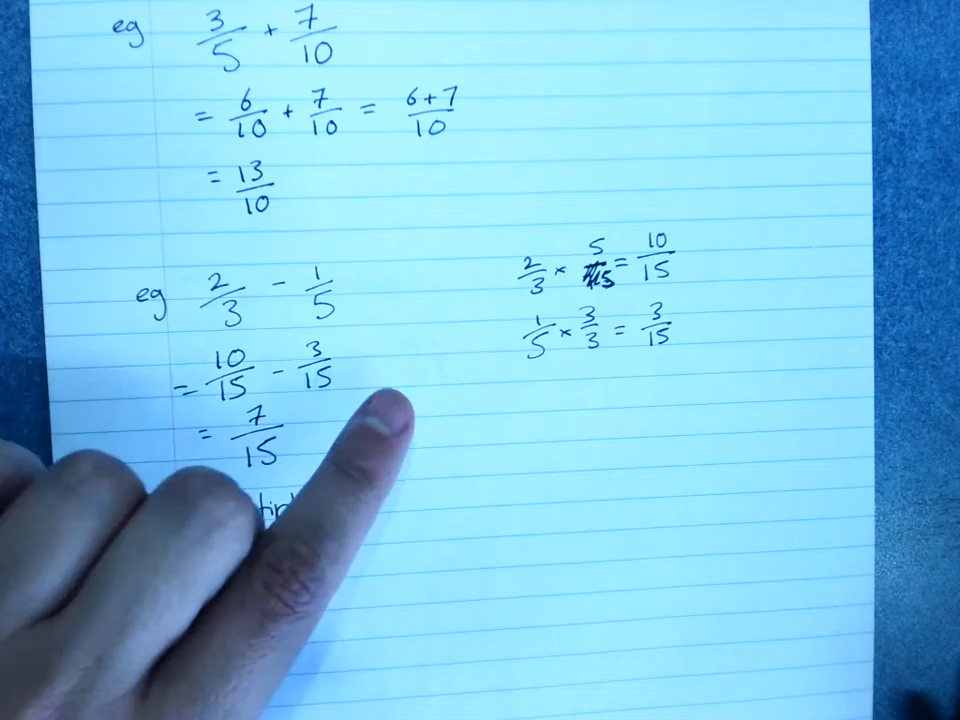 eg 3/5 + 7/10
= 6/10 + 7/10 = 6+7/10
= 13/10
eg 2/3 - 1/5
= 10/15 - 3/15
= 7/15
2/3 × 5/15 = 10/15
1/5 × 3/3 = 3/15